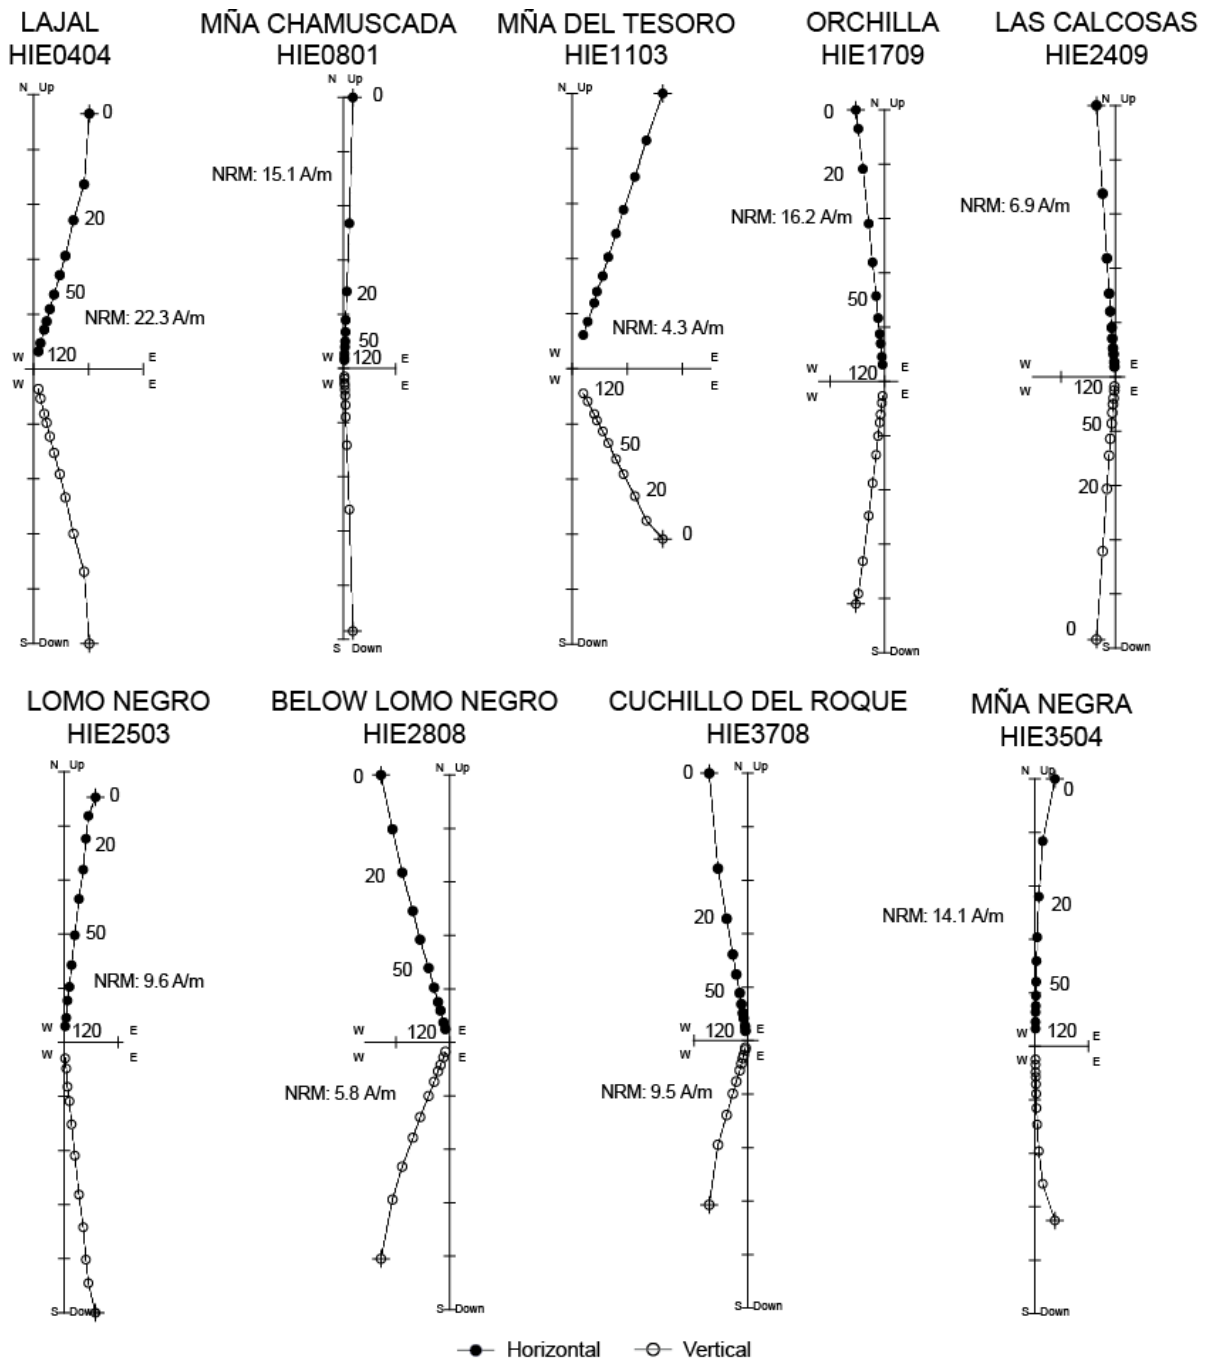 LAJAL
HIE0404
N Up
0
20
50
NRM: 22.3 A/m
120
W E
W E
S Down
MÑA CHAMUSCADA
HIE0801
N Up
0
NRM: 15.1 A/m
20
50
120
W E
W E
S Down
MÑA DEL TESORO
HIE1103
N Up
NRM: 4.3 A/m
W E
W E
120
50
20
0
S Down
ORCHILLA
HIE1709
N Up
0
20
NRM: 16.2 A/m
50
120
W E
W E
S Down
LAS CALCOSAS
HIE2409
N Up
NRM: 6.9 A/m
W E
W E
120
50
20
0
S Down
LOMO NEGRO
HIE2503
N Up
0
20
50
NRM: 9.6 A/m
120
W E
W E
S Down
BELOW LOMO NEGRO
HIE2808
N Up
0
20
50
120
W E
W E
NRM: 5.8 A/m
S Down
CUCHILLO DEL ROQUE
HIE3708
N Up
0
20
50
120
W E
W E
NRM: 9.5 A/m
S Down
MÑA NEGRA
HIE3504
N Up
0
20
NRM: 14.1 A/m
50
120
W E
W E
S Down
Horizontal Vertical